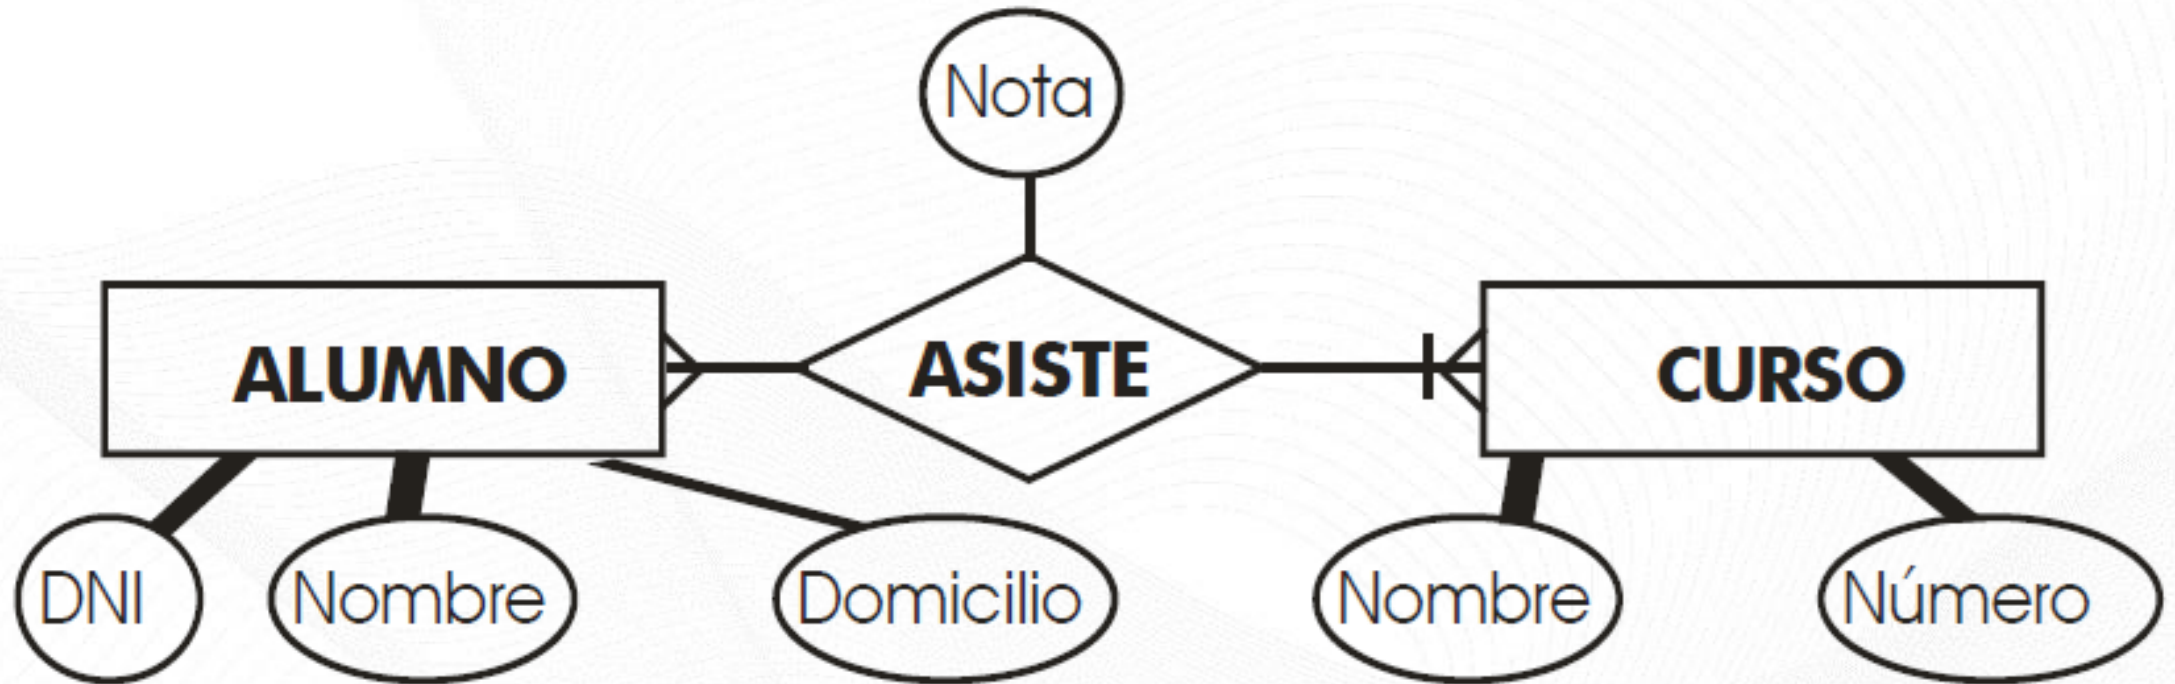 Nota
ALUMNO
ASISTE
CURSO
DNI
Nombre
Domicilio
Nombre
Número